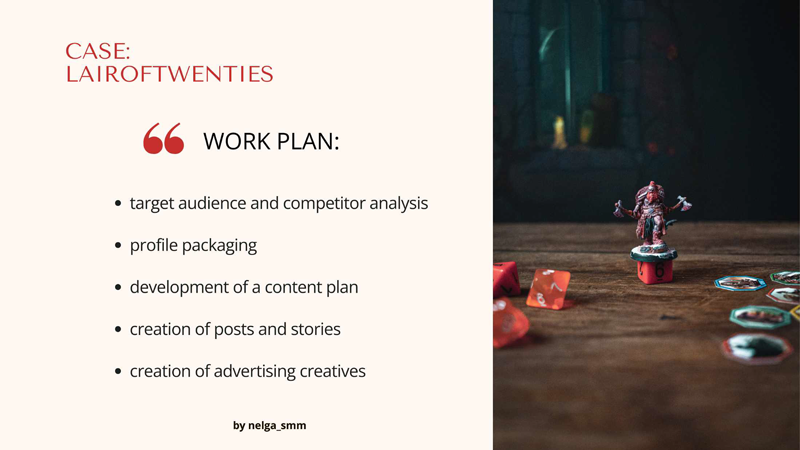 CASE:
LAIROFTWENTIES
WORK PLAN:
target audience and competitor analysis
profile packaging
development of a content plan
creation of posts and stories
creation of advertising creatives
by nelga_smm